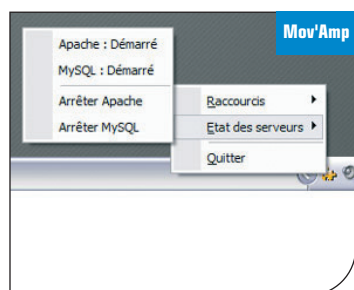 Mov'Amp
Apache : Démarré
MySQL : Démarré
Arrêter Apache
Arrêter MySQL
Raccourcis
Etat des serveurs
Quitter